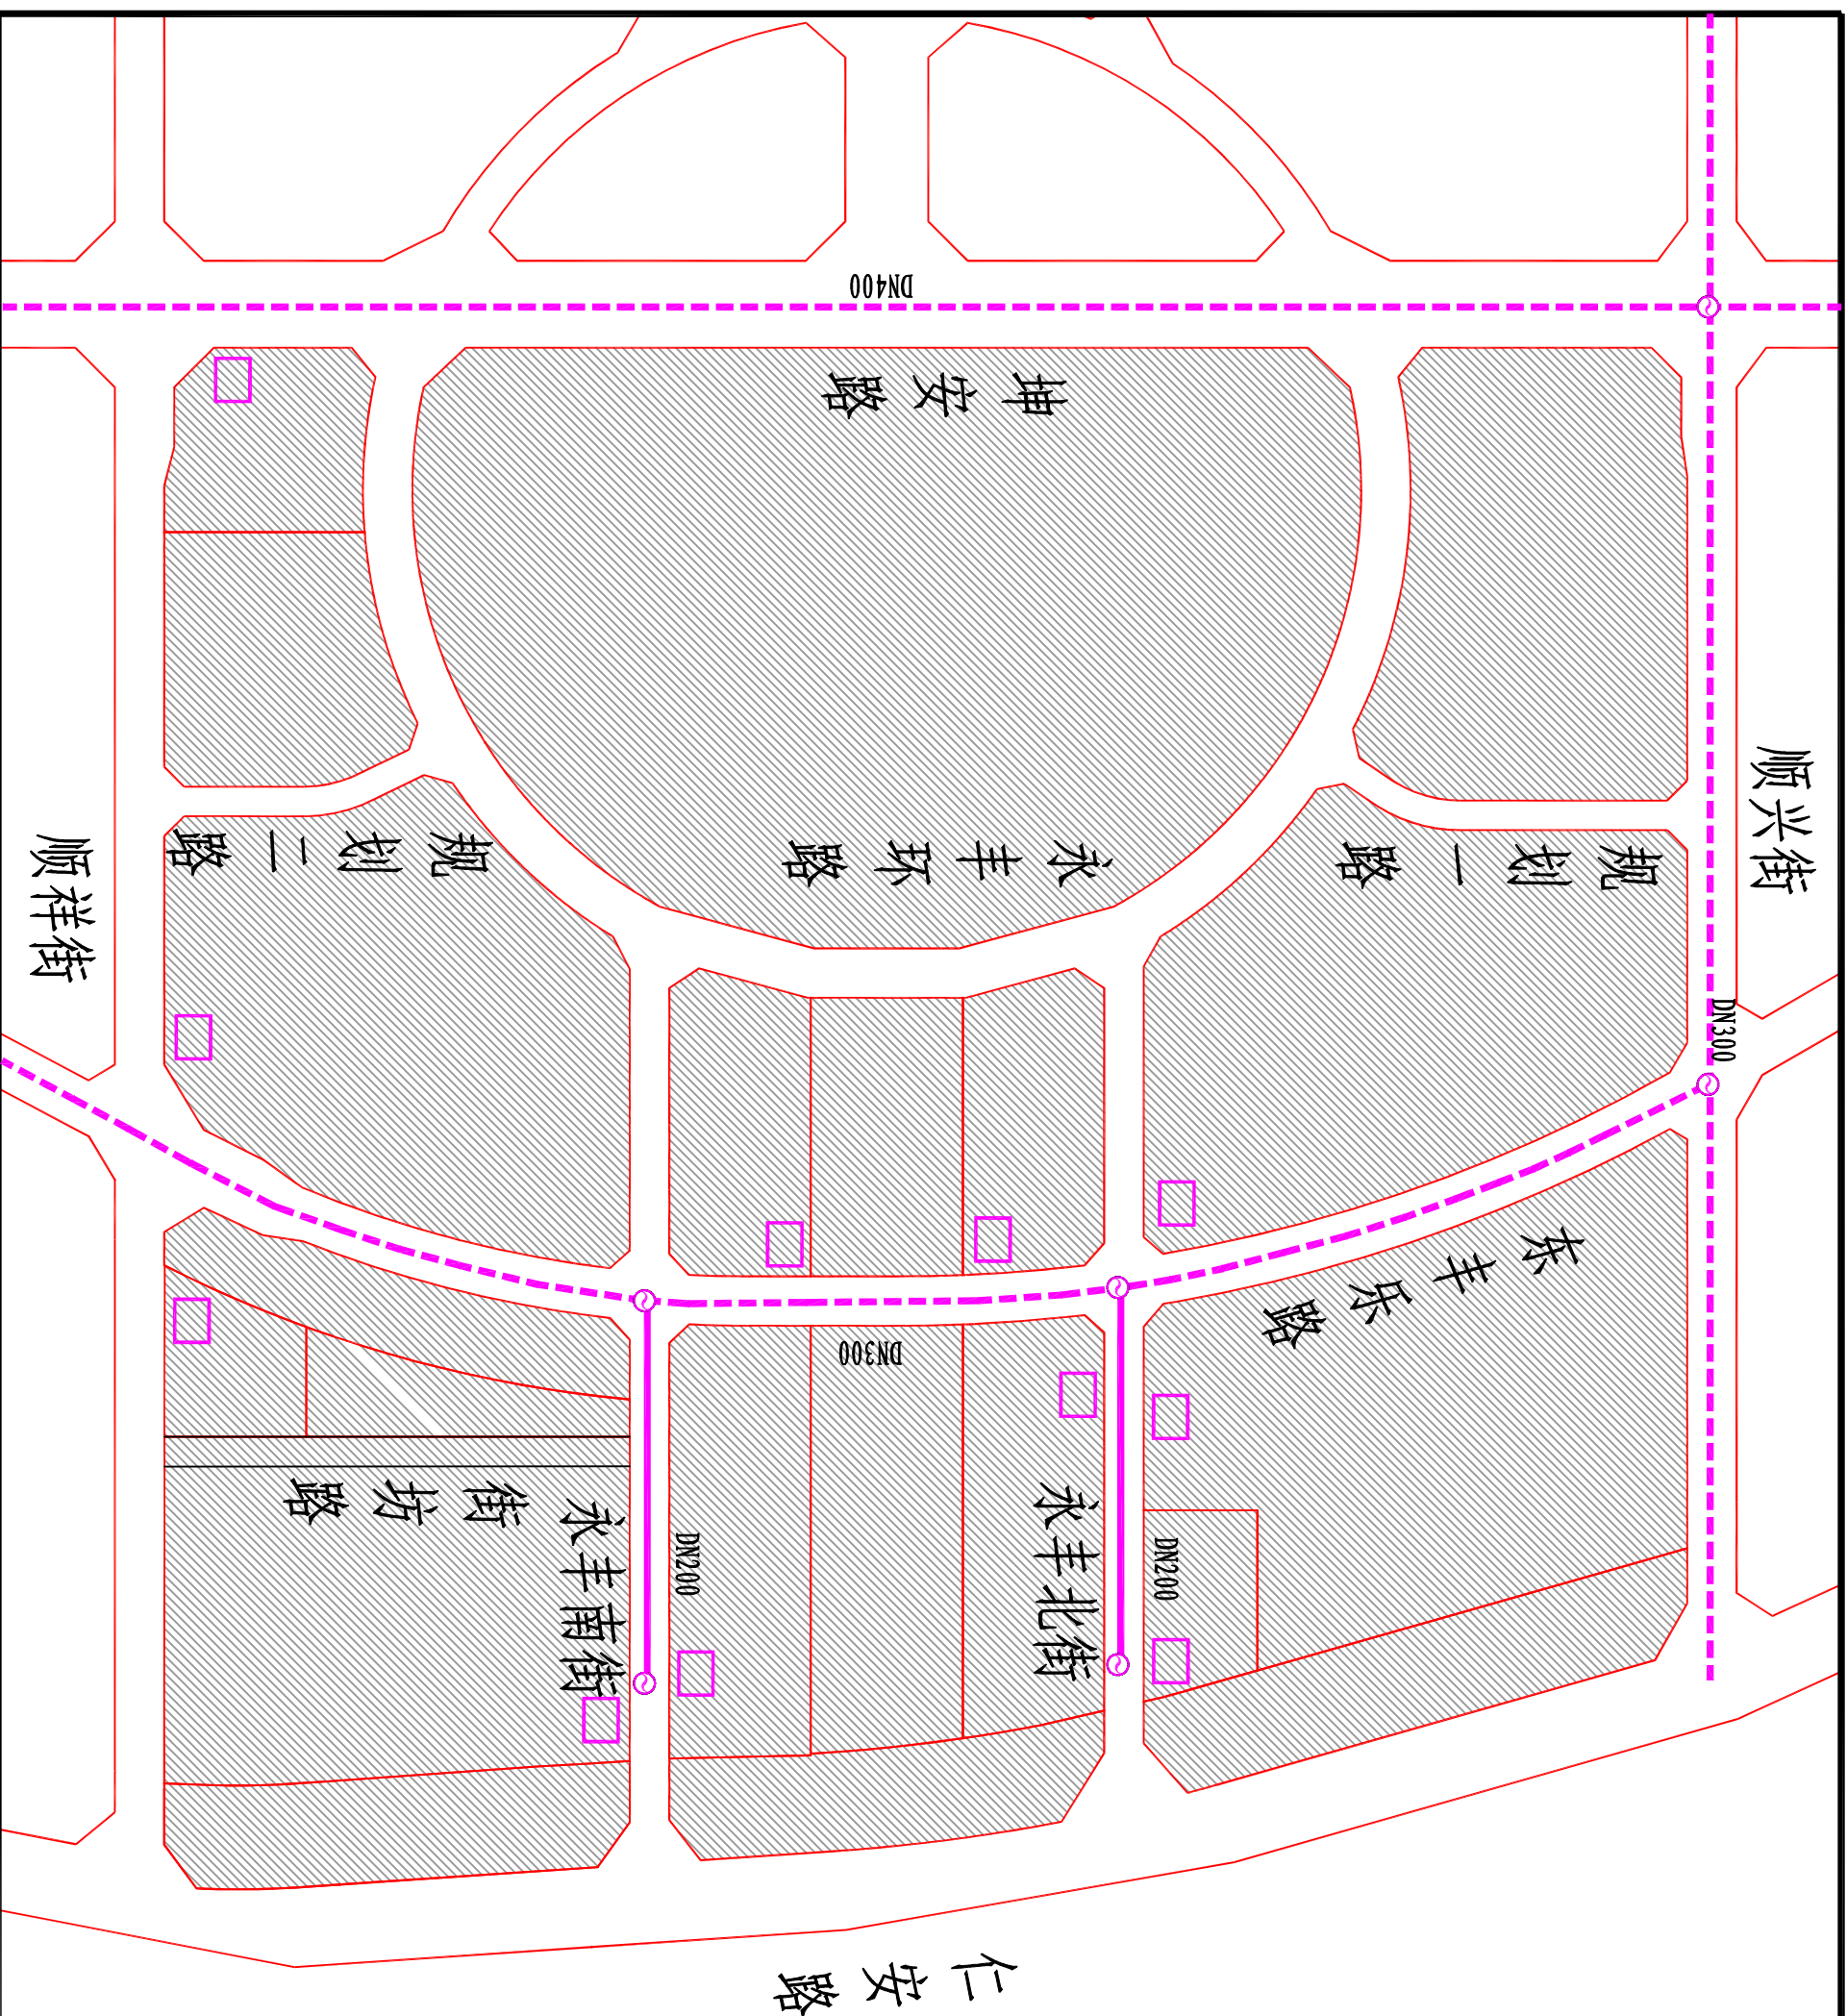 DN400
坤安路
顺兴街
顺祥街
规划二路
永丰环路
规划一路
DN300
东丰乐路
DN300
街坊路
永丰南街
DN200
永丰北街
DN200
仁安路